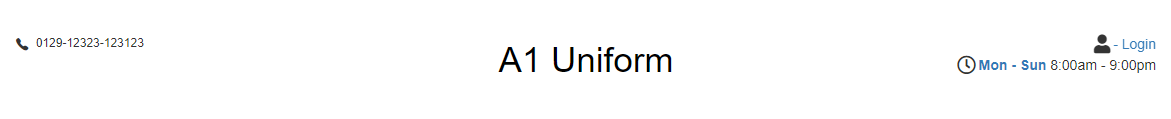 0129-12323-123123
A1 Uniform
- Login
Mon - Sun 8:00am - 9:00pm